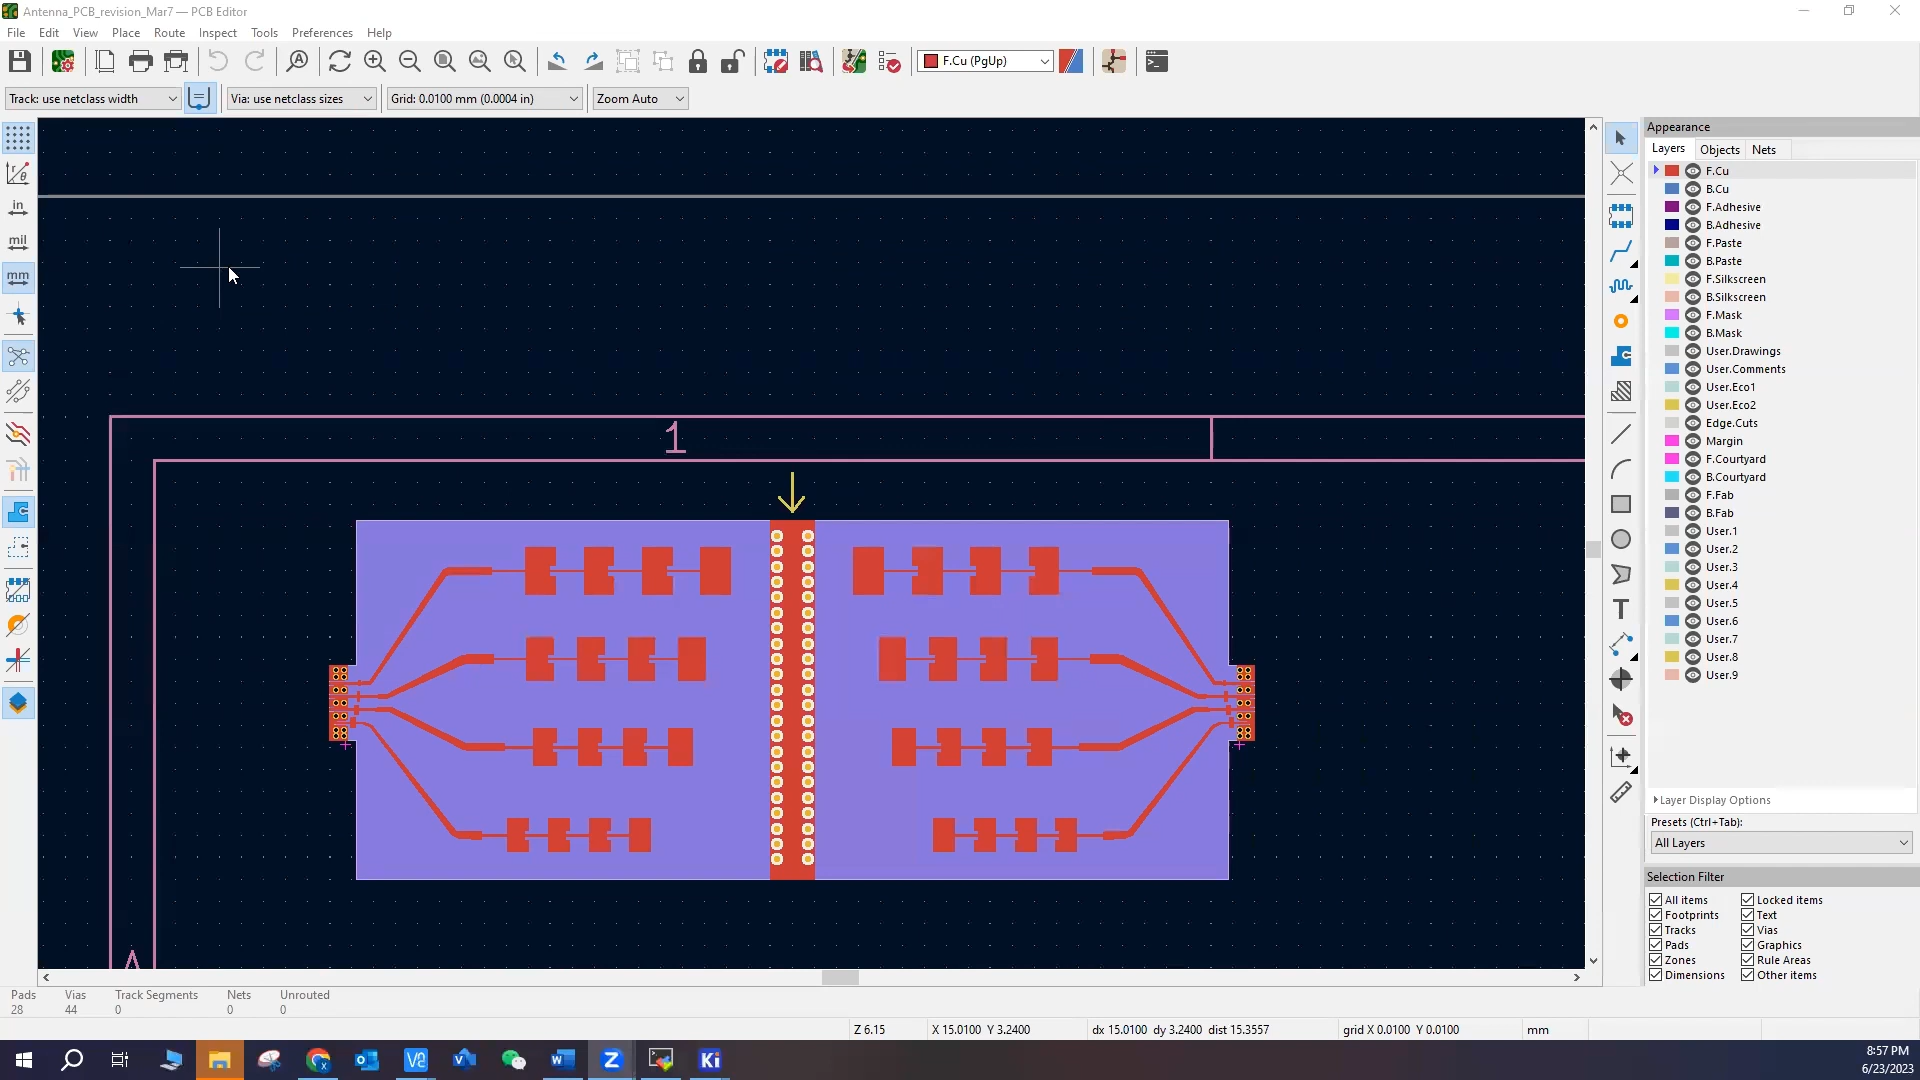 Antenna_PCB_revision_Mar7 — PCB Editor
File Edit View Place Route Inspect Tools Preferences Help
F.Cu (PgUp)
Track: use netclass width
Via: use netclass sizes
Grid: 0.0100 mm (0.0004 in)
Zoom Auto
in
mil
mm
1
A
Appearance
Layers Objects Nets
F.Cu
B.Cu
F.Adhesive
B.Adhesive
F.Paste
B.Paste
F.Silkscreen
B.Silkscreen
F.Mask
B.Mask
User.Drawings
User.Comments
User.Eco1
User.Eco2
Edge.Cuts
Margin
F.Courtyard
B.Courtyard
F.Fab
B.Fab
User.1
User.2
User.3
User.4
User.5
User.6
User.7
User.8
User.9
Layer Display Options
Presets (Ctrl+Tab):
All Layers
Selection Filter
All items Locked items
Footprints Text
Tracks Vias
Pads Graphics
Zones Rule Areas
Dimensions Other items
Pads Vias Track Segments Nets Unrouted
28 44 0 0 0
Z 6.15 X 15.0100 Y 3.2400 dx 15.0100 dy 3.2400 dist 15.3557 grid X 0.0100 Y 0.0100 mm
8:57 PM
6/23/2023